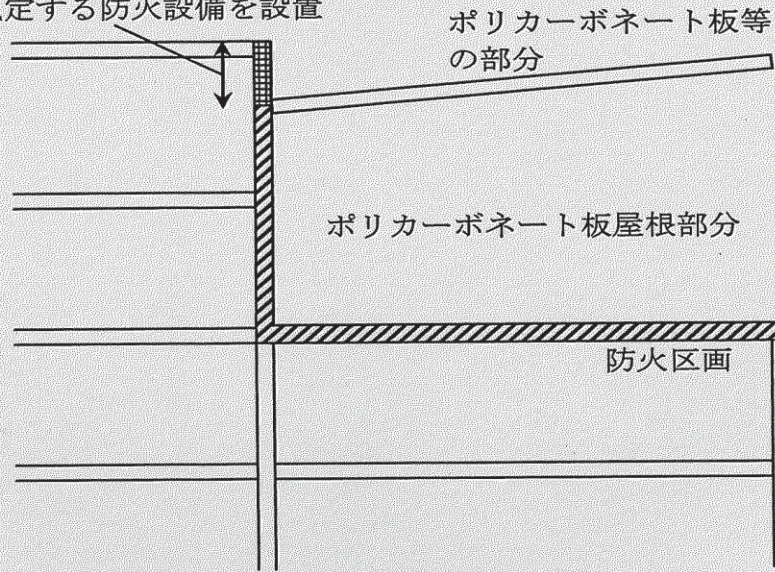 定する防火設備を設置
ポリカーボネート板等
の部分
ポリカーボネート板屋根部分
防火区画